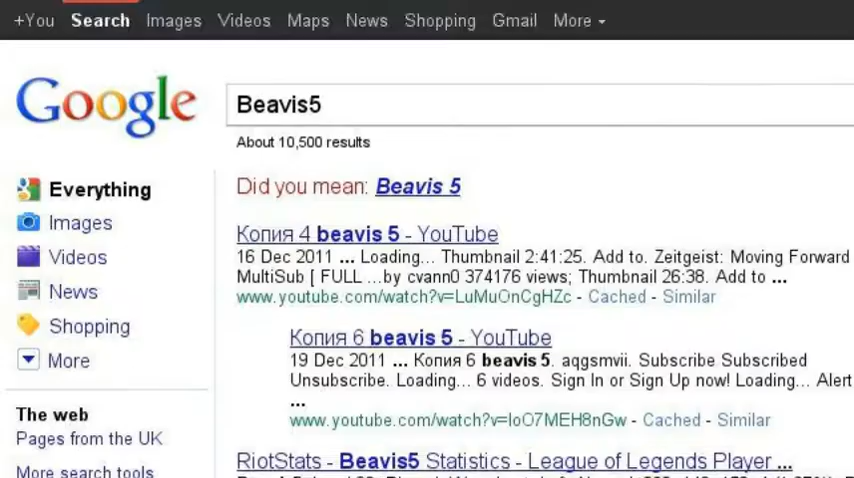 +You Search Images Videos Maps News Shopping Gmail More
Google
Beavis5
About 10,500 results
Everything
Images
Videos
News
Shopping
More
The web
Pages from the UK
More search tools
Did you mean: Beavis 5
Копия 4 beavis 5 - YouTube
16 Dec 2011 ... Loading... Thumbnail 2:41:25. Add to. Zeitgeist: Moving Forward
MultiSub [ FULL ...by cvann0 374176 views; Thumbnail 26:38. Add to ...
www.youtube.com/watch?v=LuMuOnCgHZc - Cached - Similar
Копия 6 beavis 5 - YouTube
19 Dec 2011 ... Копия 6 beavis 5. aqgsmvii. Subscribe Subscribed
Unsubscribe. Loading... 6 videos. Sign In or Sign Up now! Loading... Alert
...
www.youtube.com/watch?v=IoO7MEH8nGw - Cached - Similar
RiotStats - Beavis5 Statistics - League of Legends Player ...